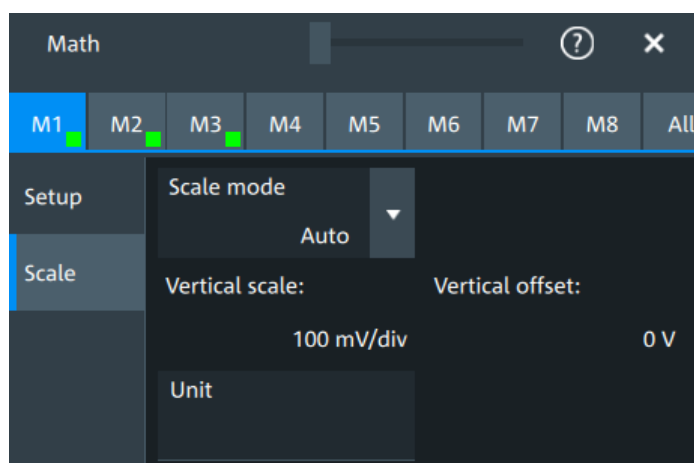 Math ? ×
M1 M2 M3 M4 M5 M6 M7 M8 All
Setup
Scale
Scale mode
Auto
Vertical scale: Vertical offset:
100 mV/div 0 V
Unit